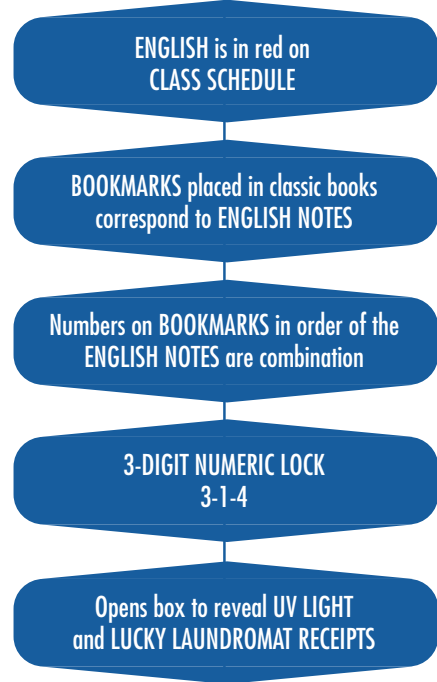 ENGLISH is in red on
CLASS SCHEDULE
BOOKMARKS placed in classic books
correspond to ENGLISH NOTES
Numbers on BOOKMARKS in order of the
ENGLISH NOTES are combination
3-DIGIT NUMERIC LOCK
3-1-4
Opens box to reveal UV LIGHT
and LUCKY LAUNDROMAT RECEIPTS